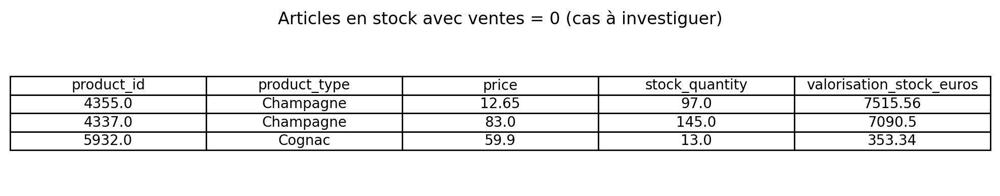 Articles en stock avec ventes = 0 (cas à investiguer)
product_id product_type price stock_quantity valorisation_stock_euros
4355.0 Champagne 12.65 97.0 7515.56
4337.0 Champagne 83.0 145.0 7090.5
5932.0 Cognac 59.9 13.0 353.34